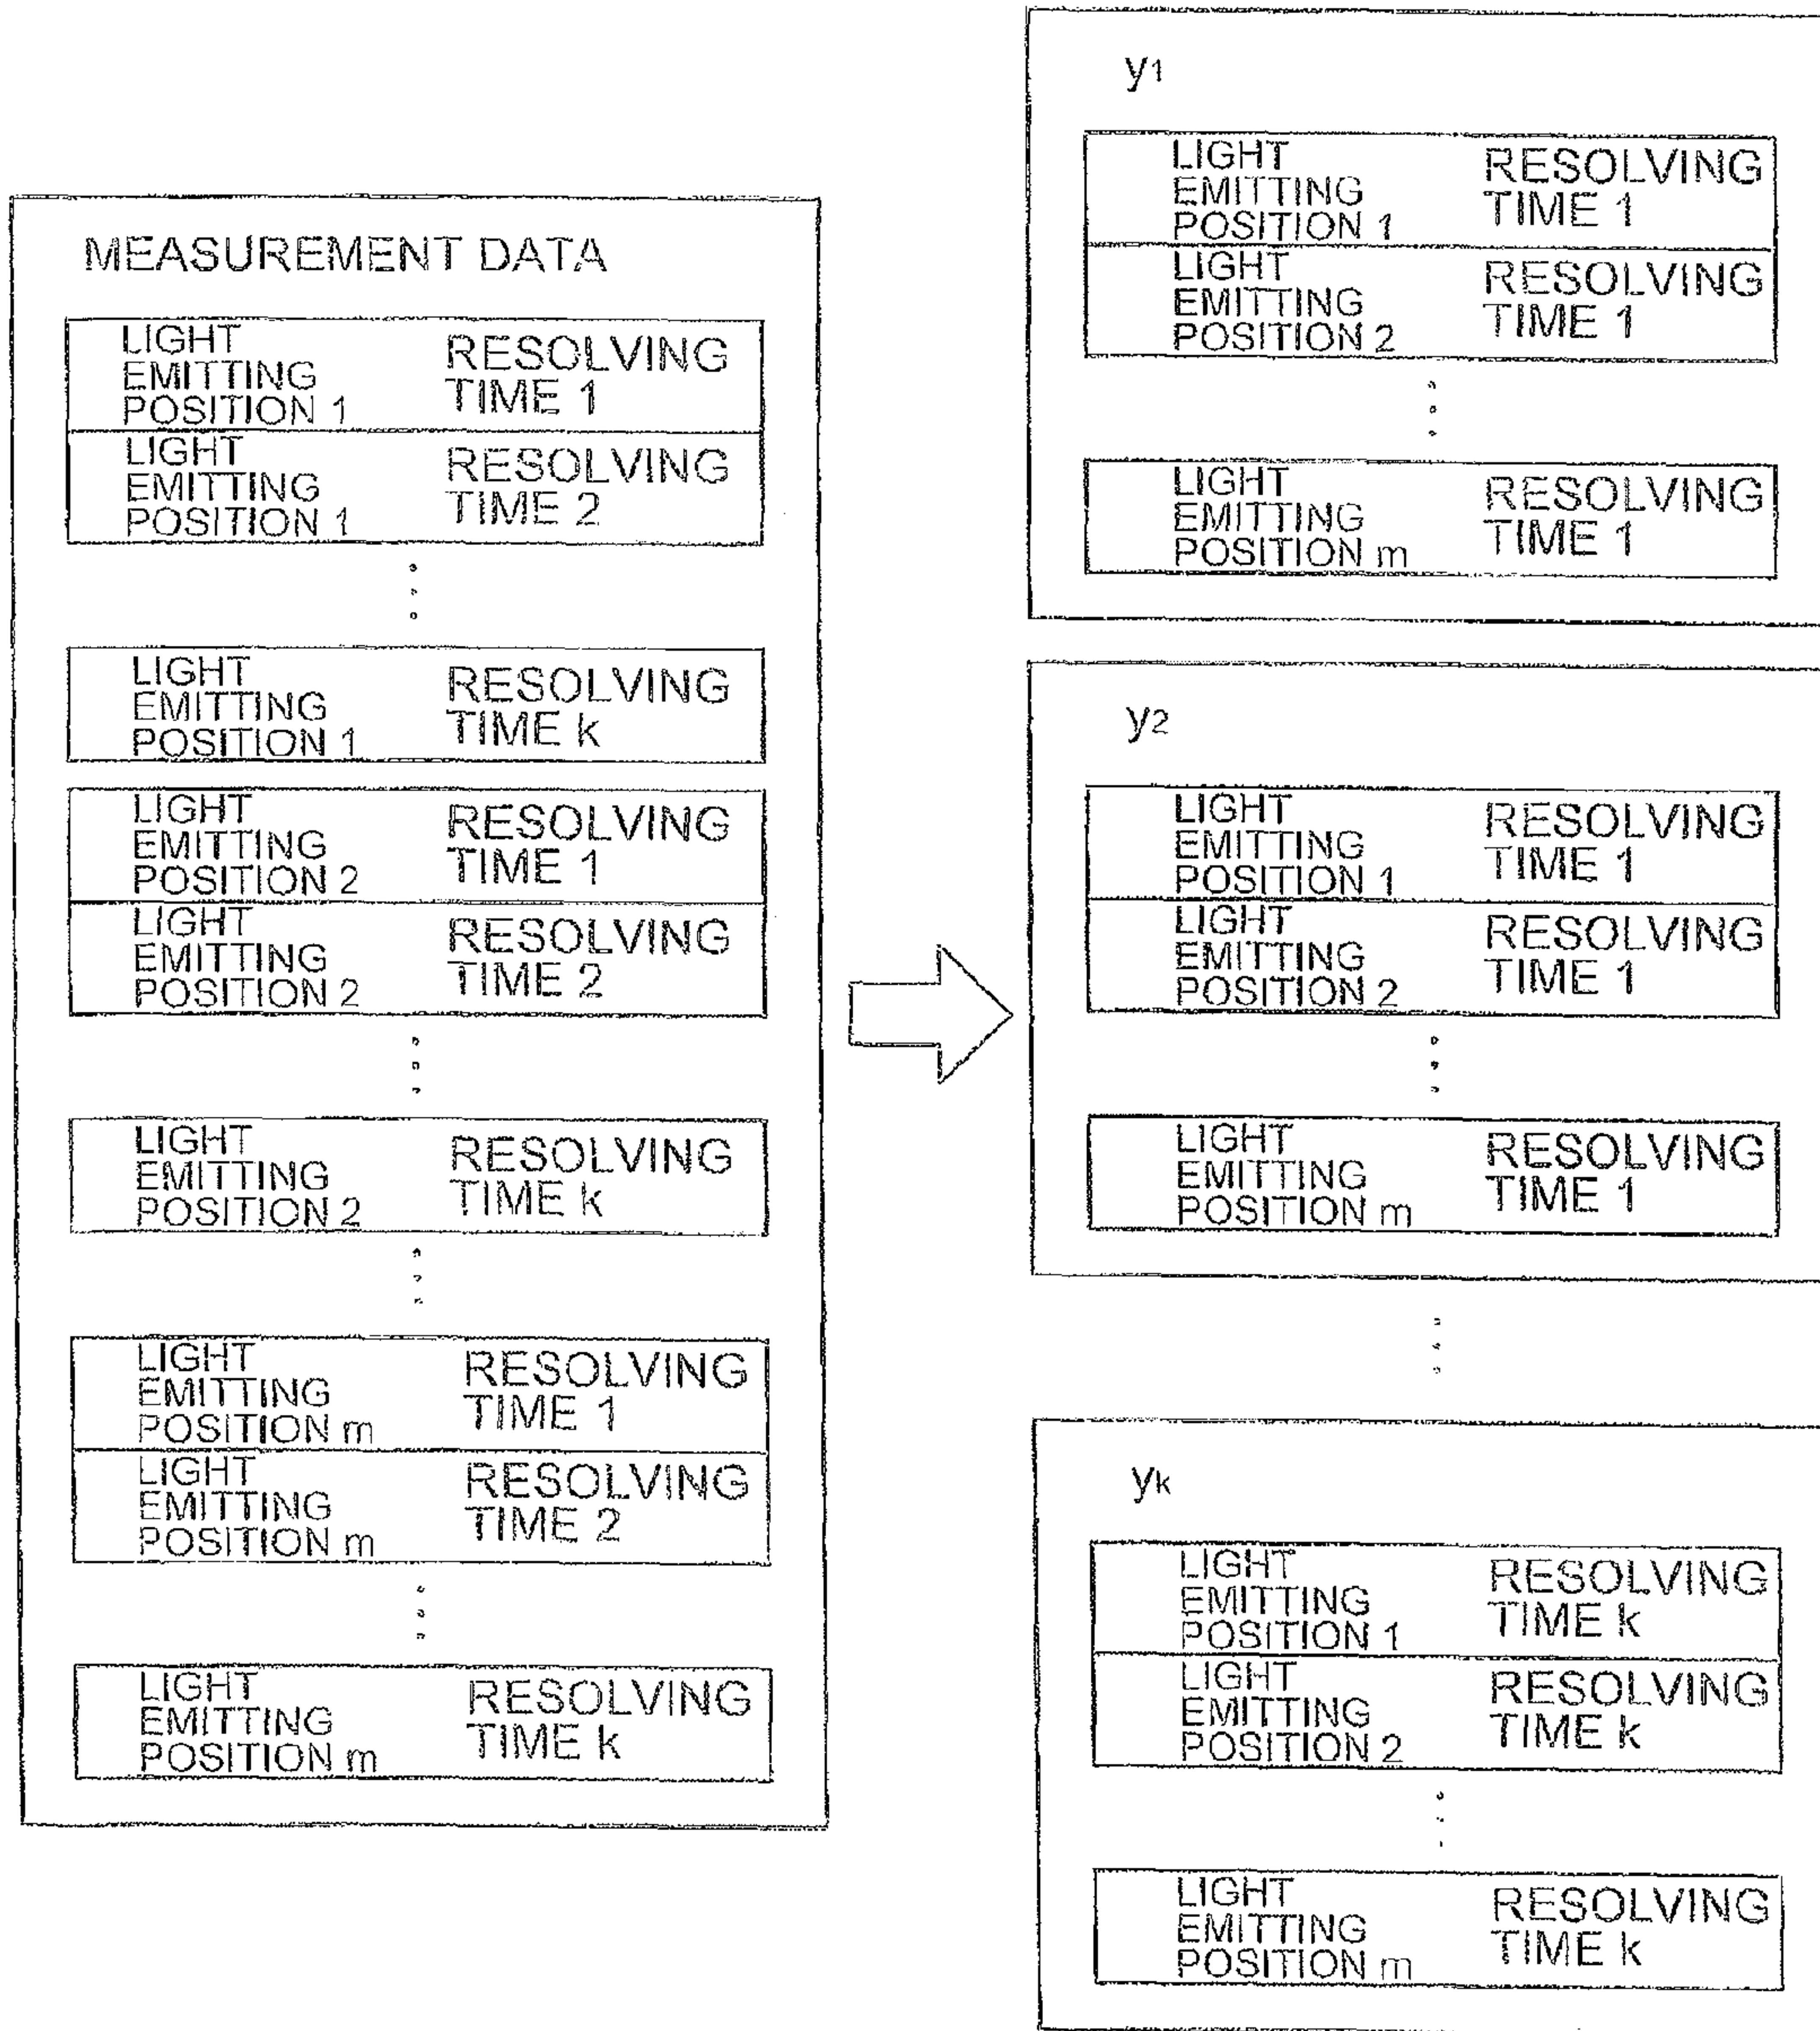 MEASUREMENT DATA
LIGHT
EMITTING
POSITION 1
RESOLVING
TIME 1
LIGHT
EMITTING
POSITION 1
RESOLVING
TIME 2
LIGHT
EMITTING
POSITION 1
RESOLVING
TIME k
LIGHT
EMITTING
POSITION 2
RESOLVING
TIME 1
LIGHT
EMITTING
POSITION 2
RESOLVING
TIME 2
LIGHT
EMITTING
POSITION 2
RESOLVING
TIME k
LIGHT
EMITTING
POSITION m
RESOLVING
TIME 1
LIGHT
EMITTING
POSITION m
RESOLVING
TIME 2
LIGHT
EMITTING
POSITION m
RESOLVING
TIME k
y1
LIGHT
EMITTING
POSITION 1
RESOLVING
TIME 1
LIGHT
EMITTING
POSITION 2
RESOLVING
TIME 1
LIGHT
EMITTING
POSITION m
RESOLVING
TIME 1
y2
LIGHT
EMITTING
POSITION 1
RESOLVING
TIME 1
LIGHT
EMITTING
POSITION 2
RESOLVING
TIME 1
LIGHT
EMITTING
POSITION m
RESOLVING
TIME 1
yk
LIGHT
EMITTING
POSITION 1
RESOLVING
TIME k
LIGHT
EMITTING
POSITION 2
RESOLVING
TIME k
LIGHT
EMITTING
POSITION m
RESOLVING
TIME k